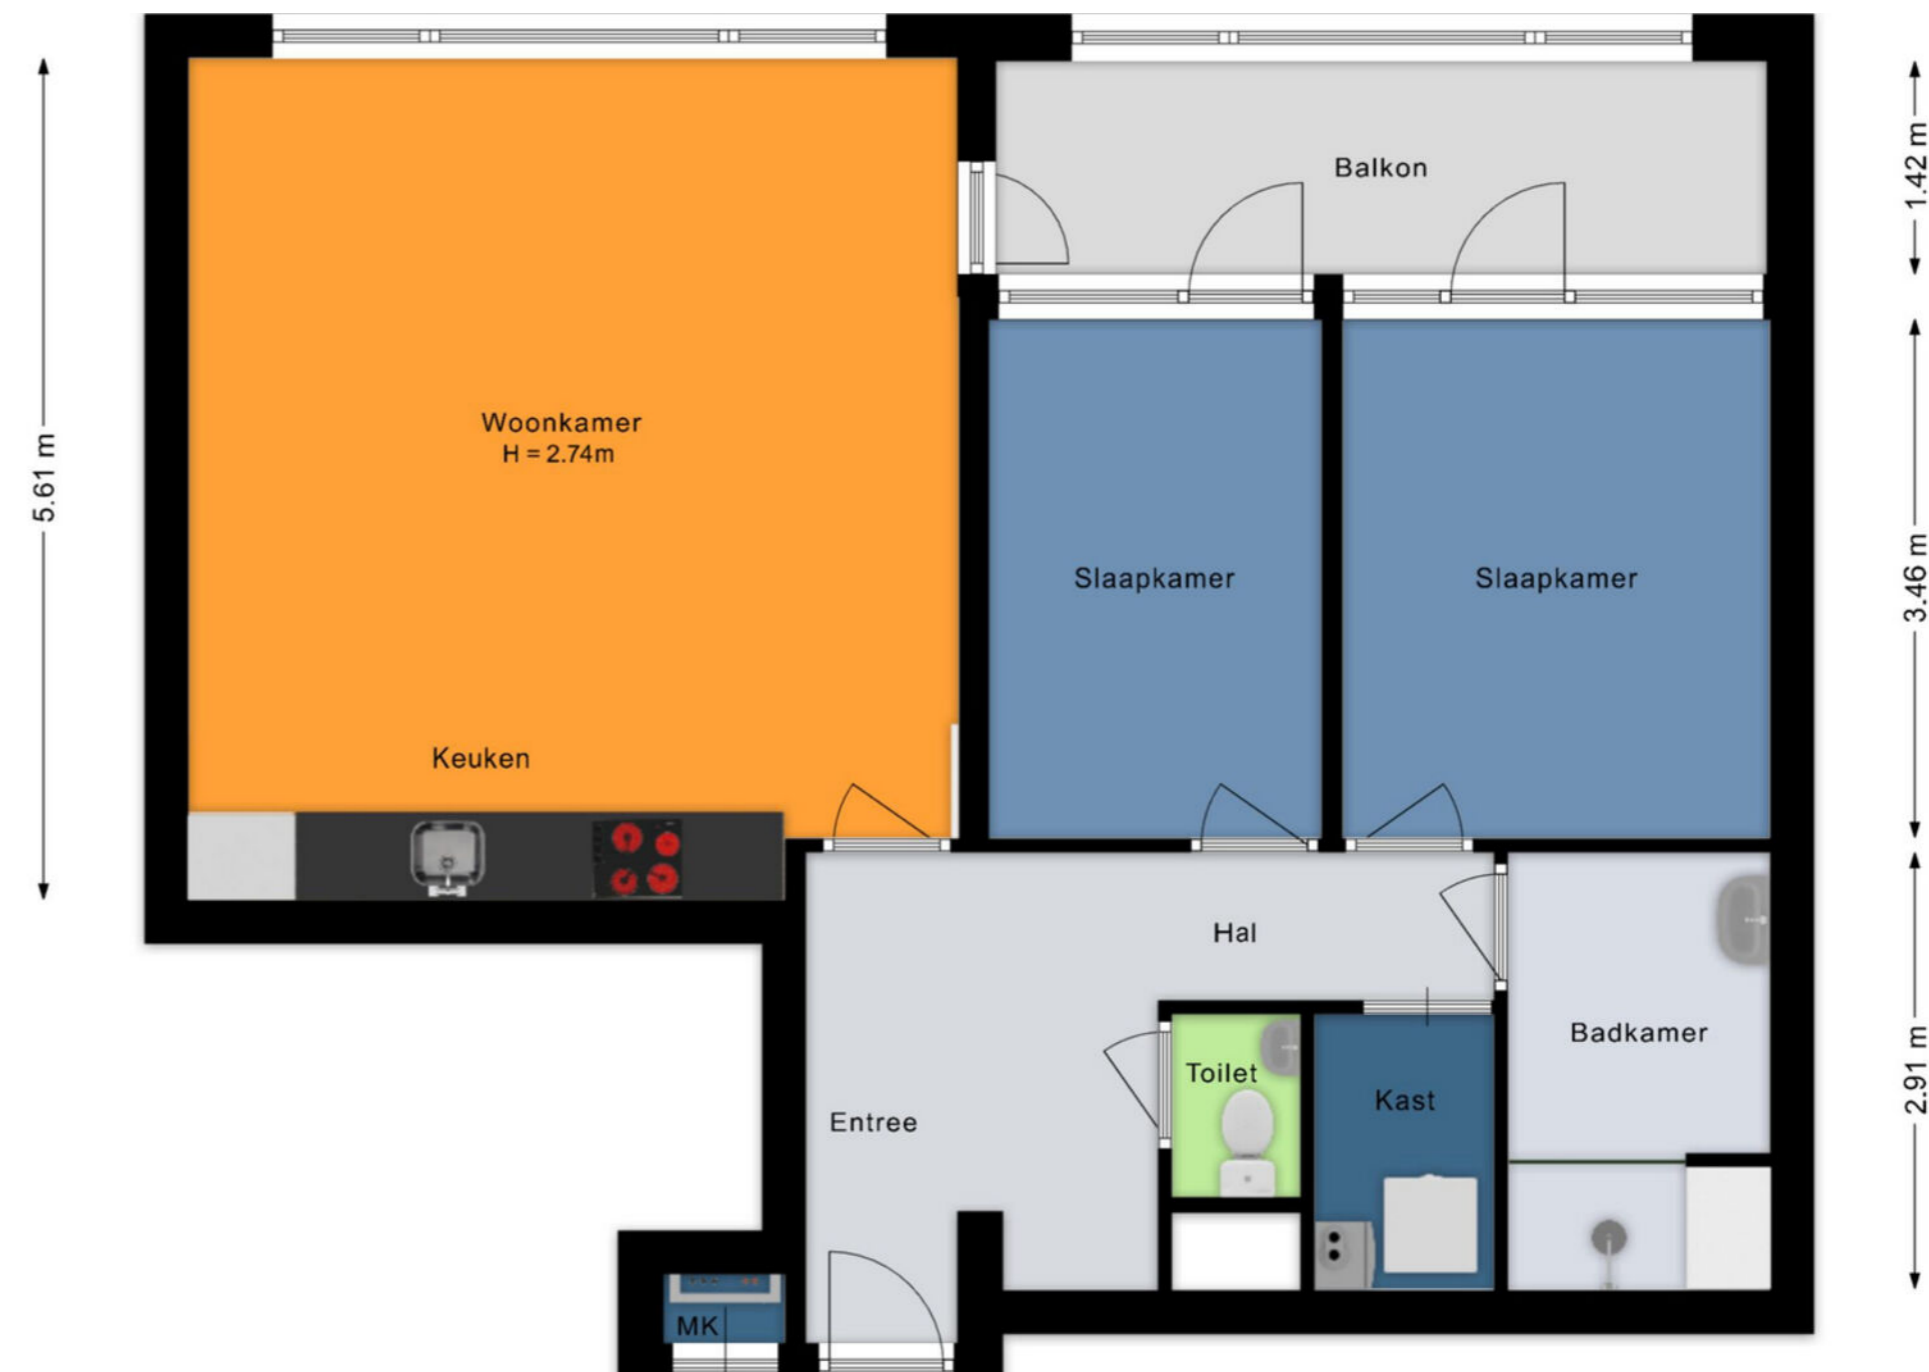 Balkon
1.42 m
Woonkamer
H = 2.74m
5.61 m
Slaapkamer
Slaapkamer
3.46 m
Keuken
Hal
Badkamer
Toilet
Kast
2.91 m
Entree
MK